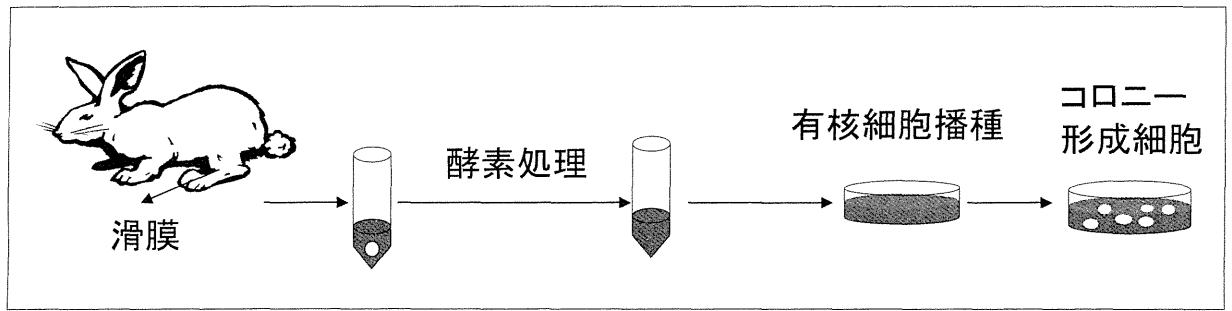 滑膜
酵素処理
有核細胞播種
コロニー
形成細胞